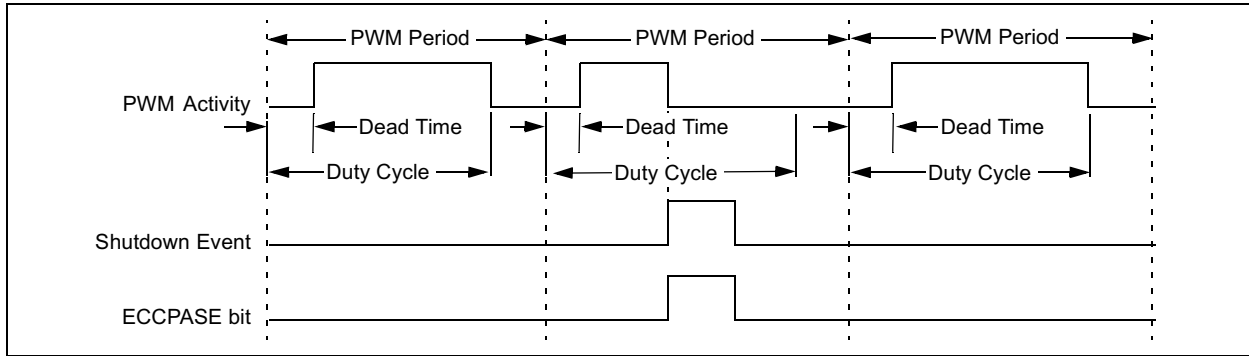 PWM Period PWM Period PWM Period
PWM Activity
Dead Time Dead Time Dead Time
Duty Cycle Duty Cycle Duty Cycle
Shutdown Event
ECCPASE bit